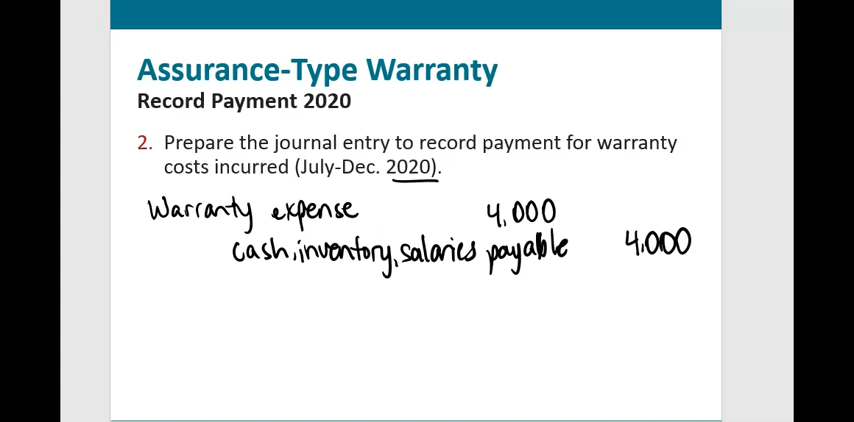 Assurance-Type Warranty
Record Payment 2020
2. Prepare the journal entry to record payment for warranty
costs incurred (July-Dec. 2020).
Warranty expense 4,000
cash, inventory, salaries payable 4,000